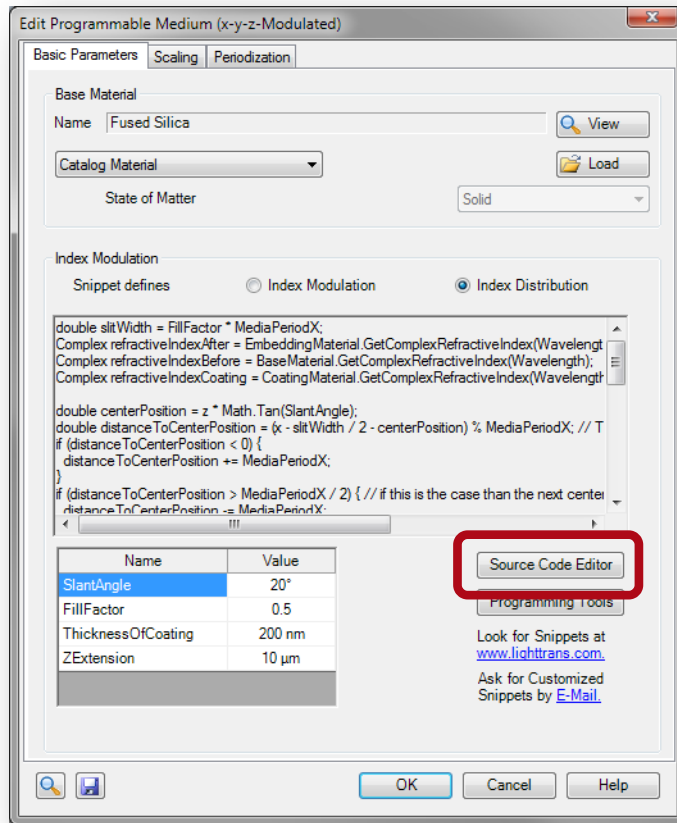 Edit Programmable Medium (x-y-z-Modulated)
Basic Parameters Scaling Periodization
Base Material
Name Fused Silica View
Catalog Material Load
State of Matter Solid
Index Modulation
Snippet defines Index Modulation Index Distribution
double slitWidth = FillFactor * MediaPeriodX;
Complex refractiveIndexAfter = EmbeddingMaterial.GetComplexRefractiveIndex(Wavelengt
Complex refractiveIndexBefore = BaseMaterial.GetComplexRefractiveIndex(Wavelength);
Complex refractiveIndexCoating = CoatingMaterial.GetComplexRefractiveIndex(Wavelength
double centerPosition = z * Math.Tan(SlantAngle);
double distanceToCenterPosition = (x - slitWidth / 2 - centerPosition) % MediaPeriodX; // T
if (distanceToCenterPosition < 0) {
distanceToCenterPosition += MediaPeriodX;
}
if (distanceToCenterPosition > MediaPeriodX / 2) { // if this is the case than the next center
distanceToCenterPosition -= MediaPeriodX;
Name Value
SlantAngle 20°
FillFactor 0.5
ThicknessOfCoating 200 nm
ZExtension 10 µm
Source Code Editor
Programming Tools
Look for Snippets at
www.lighttrans.com.
Ask for Customized
Snippets by E-Mail.
OK Cancel Help